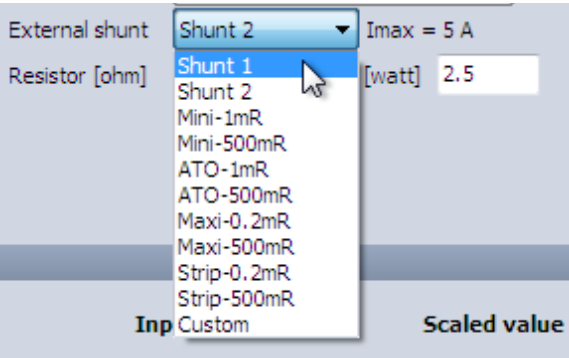 External shunt Shunt 2 Imax = 5 A
Resistor [ohm] Shunt 1 [watt] 2.5
Shunt 2
Mini-1mR
Mini-500mR
ATO-1mR
ATO-500mR
Maxi-0.2mR
Maxi-500mR
Strip-0.2mR
Strip-500mR
Inp Custom Scaled value